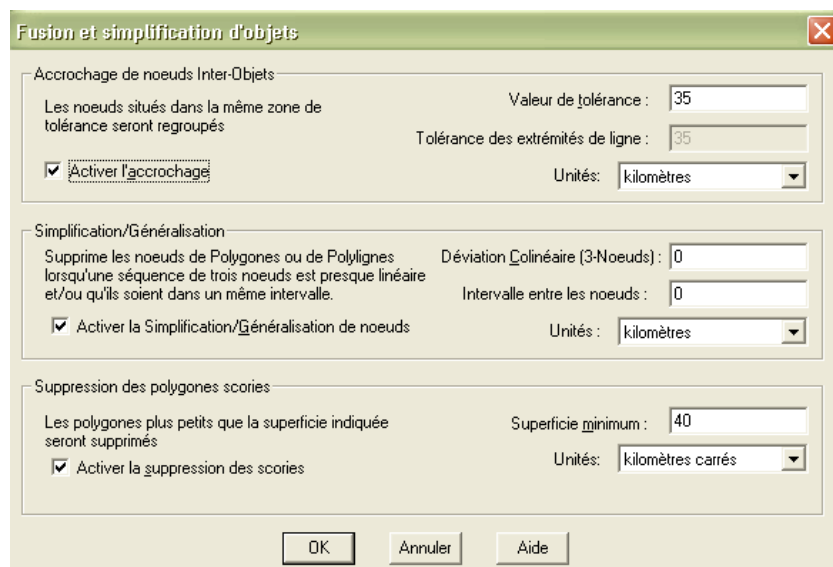 Fusion et simplification d'objets
Accrochage de noeuds Inter-Objets
Les noeuds situés dans la même zone de
tolérance seront regroupés
Valeur de tolérance : 35
Tolérance des extrémités de ligne : 35
Activer l'accrochage
Unités: kilomètres
Simplification/Généralisation
Supprime les noeuds de Polygones ou de Polylignes
lorsqu'une séquence de trois noeuds est presque linéaire
et/ou qu'ils soient dans un même intervalle.
Déviation Colinéaire (3-Noeuds) : 0
Intervalle entre les noeuds : 0
Activer la Simplification/Généralisation de noeuds
Unités : kilomètres
Suppression des polygones scories
Les polygones plus petits que la superficie indiquée
seront supprimés
Superficie minimum : 40
Activer la suppression des scories
Unités: kilomètres carrés
OK Annuler Aide